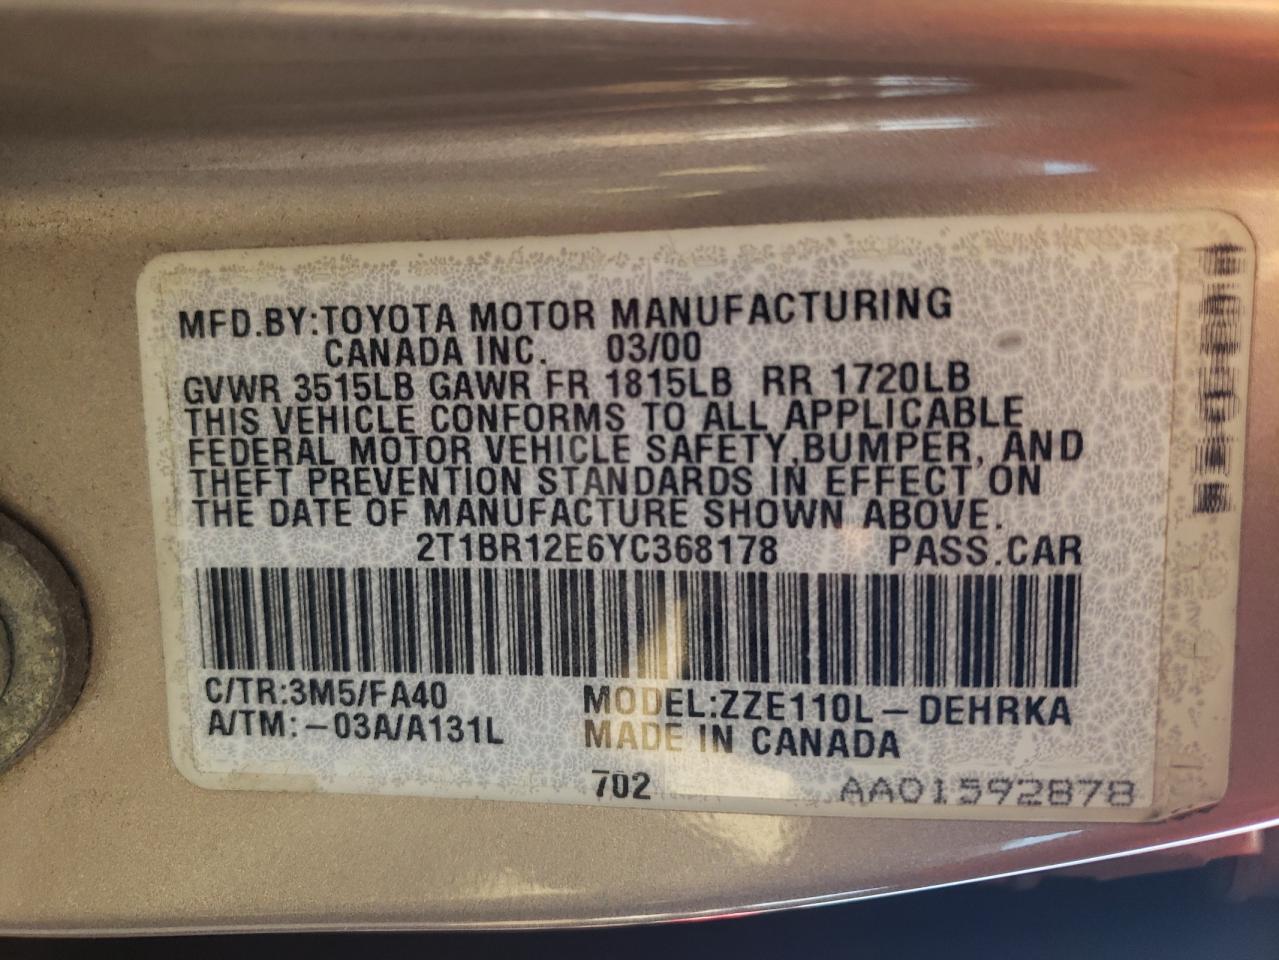 MFD.BY:TOYOTA MOTOR MANUFACTURING
CANADA INC. 03/00
GVWR 3515LB GAWR FR 1815LB RR 1720LB
THIS VEHICLE CONFORMS TO ALL APPLICABLE
FEDERAL MOTOR VEHICLE SAFETY,BUMPER, AND
THEFT PREVENTION STANDARDS IN EFFECT ON
THE DATE OF MANUFACTURE SHOWN ABOVE.
2T1BR12E6YC368178 PASS.CAR
C/TR:3M5/FA40 MODEL:ZZE110L-DEHRKA
A/TM:-03A/A131L MADE IN CANADA
702 AA01592878